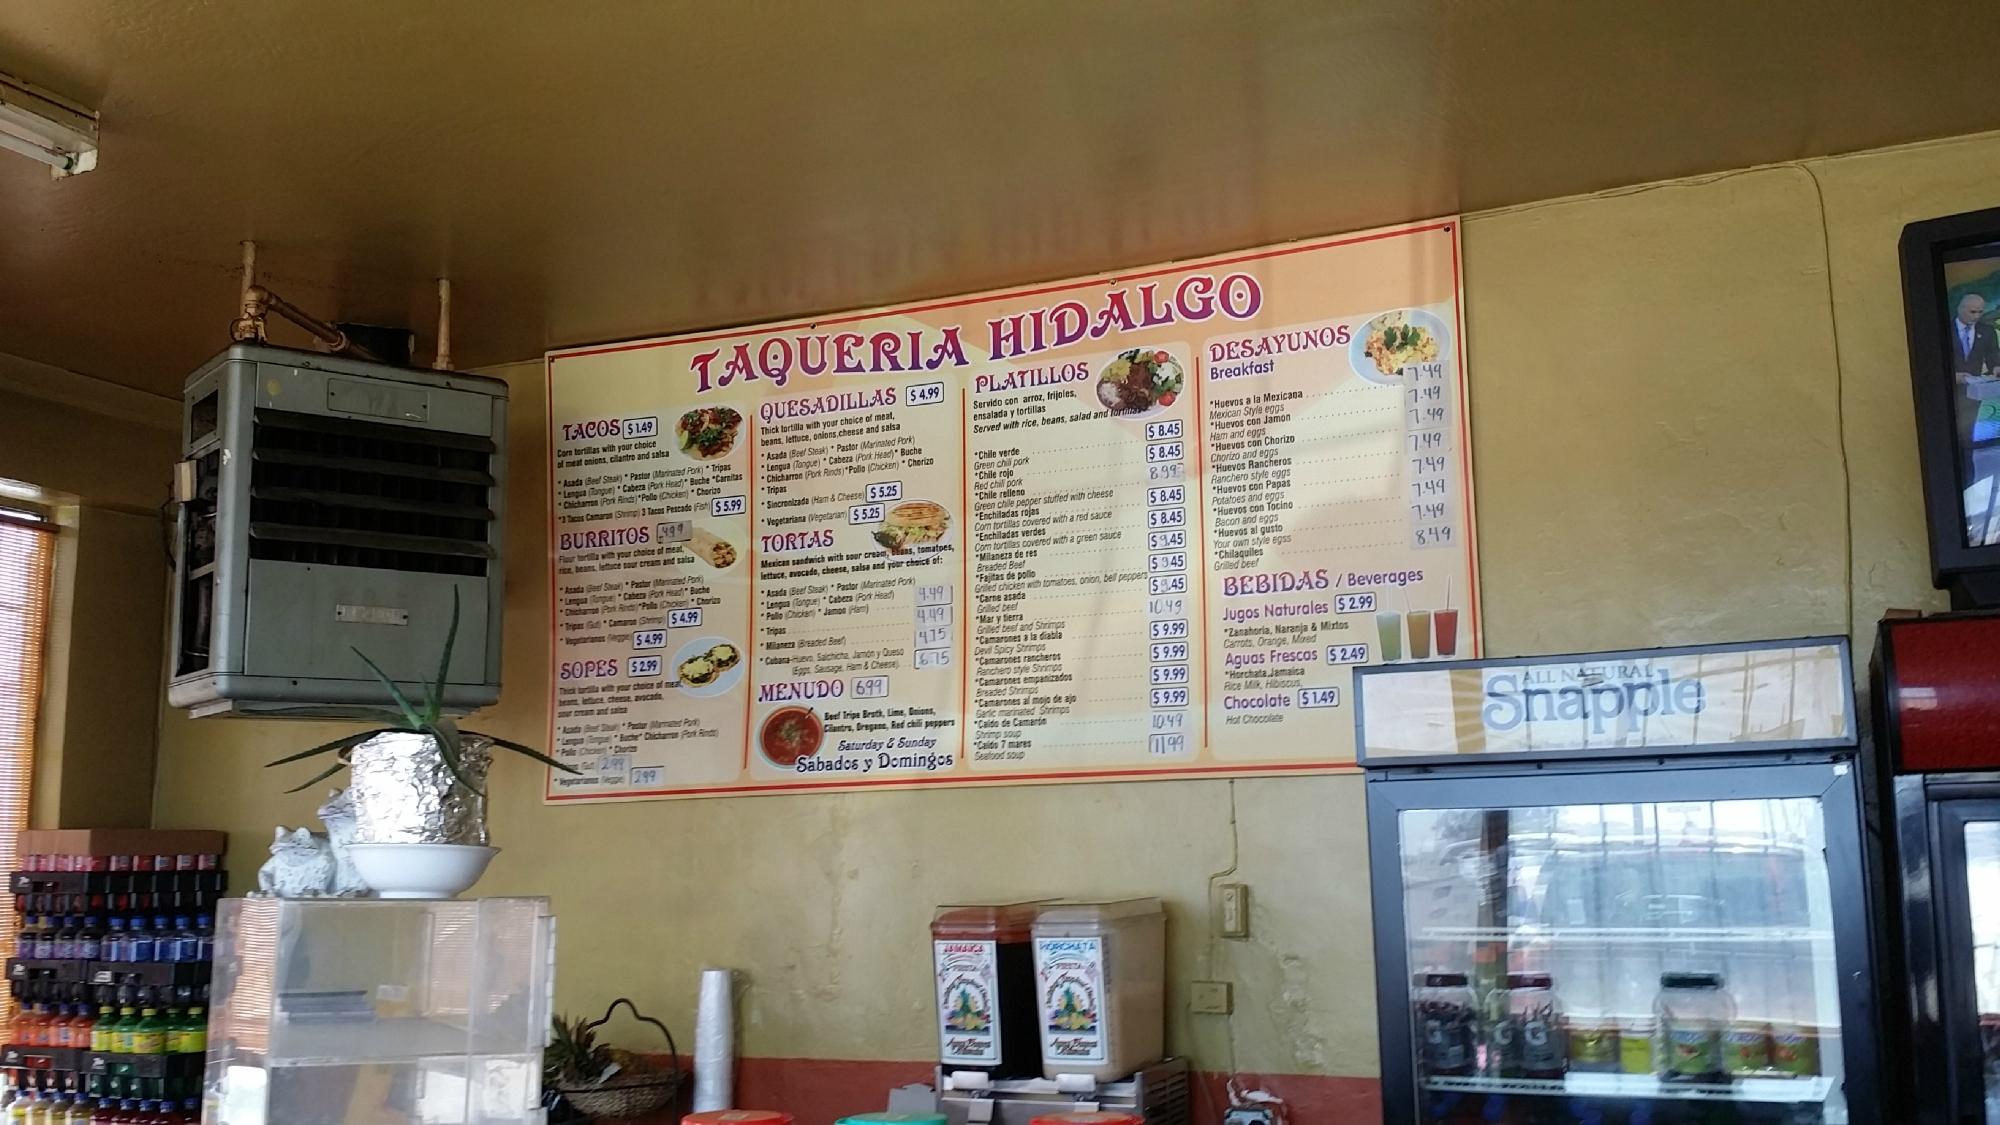 TAQUERIA HIDALGO
TACOS $ 1.49
Corn tortillas with your choice
of meat onions, cilantro and salsa
* Asada (Beef Steak) * Pastor (Marinated Pork) * Tripas
* Lengua (Tongue) * Cabeza (Pork Head)* Buche *Carnitas
* Chicharron (Pork Rinds)*Pollo (Chicken) * Chorizo
*3 Tacos Camaron (Shrimp) 3 Tacos Pescado (Fish) $ 5.99
BURRITOS 4.99
Flour tortilla with your choice of meat,
rice, beans, lettuce sour cream and salsa
* Asada (Beef Steak) * Pastor (Marinated Pork)
* Lengua (Tongue) * Cabeza (Pork Head)* Buche
* Chicharron (Pork Rinds) *Pollo (Chicken) * Chorizo
* Tripas (Gut) * Camaron (Shrimp) $ 4.99
* Vegetarianos (Veggie) $ 4.99
SOPES $ 2.99
Thick tortilla with your choice of meat,
beans, lettuce, cheese, avocado,
sour cream and salsa
* Asada (Beef Steak) * Pastor (Marinated Pork)
* Lengua (Tongue) * Buche* Chicharron (Pork Rinds)
* Pollo (Chicken) * Chorizo
(Gut) 2.99
* Vegetarianos (Veggie) 2.99
QUESADILLAS $ 4.99
Thick tortilla with your choice of meat,
beans, lettuce, onions,cheese and salsa
* Asada (Beef Steak) * Pastor (Marinated Pork)
* Lengua (Tongue) * Cabeza (Pork Head) *Buche
* Chicharron (Pork Rinds) *Pollo (Chicken) * Chorizo
* Tripas
* Sincronizada (Ham & Cheese) $ 5.25
* Vegetariana (Vegetarian) $ 5.25
TORTAS
Mexican sandwich with sour cream, beans, tomatoes,
lettuce, avocado, cheese, salsa and your choice of:
* Asada (Beef Steak) * Pastor (Marinated Pork)
* Lengua (Tongue) * Cabeza (Pork Head)
* Pollo (Chicken) * Jamon (Ham) 4.49
* Tripas 4.49
* Milaneza (Breaded Beef) 4.75
* Cubana-Huevo, Salchicha, Jamón y Queso
(Eggs, Sausage, Ham & Cheese) 6.75
MENUDO 6.99
Beef Tripe Broth, Lime, Onions,
Cilantro, Oregano, Red chili peppers
Saturday & Sunday
Sabados y Domingos
PLATILLOS
Servido con arroz, frijoles,
ensalada y tortillas
Served with rice, beans, salad and tortillas
*Chile verde $ 8.45
Green chili pork
*Chile rojo $ 8.45
Red chili pork
*Chile relleno 8.99
Green chile pepper stuffed with cheese
*Enchiladas rojas $ 8.45
Corn tortillas covered with a red sauce
*Enchiladas verdes $ 8.45
Corn tortillas covered with a green sauce
*Milaneza de res $ 9.45
Breaded Beef
*Fajitas de pollo $ 9.45
Grilled chicken with tomatoes, onion, bell peppers
*Carne asada $ 9.45
Grilled beef
*Mar y tierra 10.49
Grilled beef and Shrimps
*Camarones a la diabla $ 9.99
Devil Spicy Shrimps
*Camarones rancheros $ 9.99
Ranchero style Shrimps
*Camarones empanizados $ 9.99
Breaded Shrimps
*Camarones al mojo de ajo $ 9.99
Garlic marinated Shrimps
*Caldo de Camarón 10.49
Shrimp soup
*Caldo 7 mares 11.99
Seafood soup
DESAYUNOS
Breakfast
*Huevos a la Mexicana 7.49
Mexican Style eggs
*Huevos con Jamon 7.49
Ham and eggs
*Huevos con Chorizo 7.49
Chorizo and eggs
*Huevos Rancheros 7.49
Ranchero style eggs
*Huevos con Papas 7.49
Potatoes and eggs
*Huevos con Tocino 7.49
Bacon and eggs
*Huevos al gusto 7.49
Your own style egss
*Chilaquiles 8.49
Grilled beef
BEBIDAS / Beverages
Jugos Naturales $ 2.99
*Zanahoria, Naranja & Mixtos
Carrots, Orange, Mixed
Aguas Frescas $ 2.49
*Horchata,Jamaica
Rice Milk, Hibiscus,
Chocolate $ 1.49
Hot Chocolate
ALL NATURAL
Snapple
JAMAICA
FIESTA
HORCHATA
FIESTA